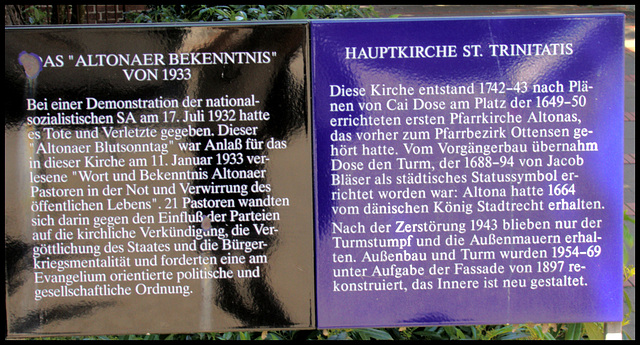 DAS "ALTONAER BEKENNTNIS"
VON 1933
Bei einer Demonstration der national-
sozialistischen SA am 17. Juli 1932 hatte
es Tote und Verletzte gegeben. Dieser
"Altonaer Blutsonntag" war Anlaß für das
in dieser Kirche am 11. Januar 1933 ver-
lesene "Wort und Bekenntnis Altonaer
Pastoren in der Not und Verwirrung des
öffentlichen Lebens". 21 Pastoren wandten
sich darin gegen den Einfluß der Parteien
auf die kirchliche Verkündigung, die Ver-
göttlichung des Staates und die Bürger-
kriegsmentalität und forderten eine am
Evangelium orientierte politische und
gesellschaftliche Ordnung.
HAUPTKIRCHE ST. TRINITATIS
Diese Kirche entstand 1742-43 nach Plä-
nen von Cai Dose am Platz der 1649-50
errichteten ersten Pfarrkirche Altonas,
das vorher zum Pfarrbezirk Ottensen ge-
hört hatte. Vom Vorgängerbau übernahm
Dose den Turm, der 1688-94 von Jacob
Bläser als städtisches Statussymbol er-
richtet worden war: Altona hatte 1664
vom dänischen König Stadtrecht erhalten.
Nach der Zerstörung 1943 blieben nur der
Turmstumpf und die Außenmauern erhal-
ten. Außenbau und Turm wurden 1954-69
unter Aufgabe der Fassade von 1897 re-
konstruiert, das Innere ist neu gestaltet.